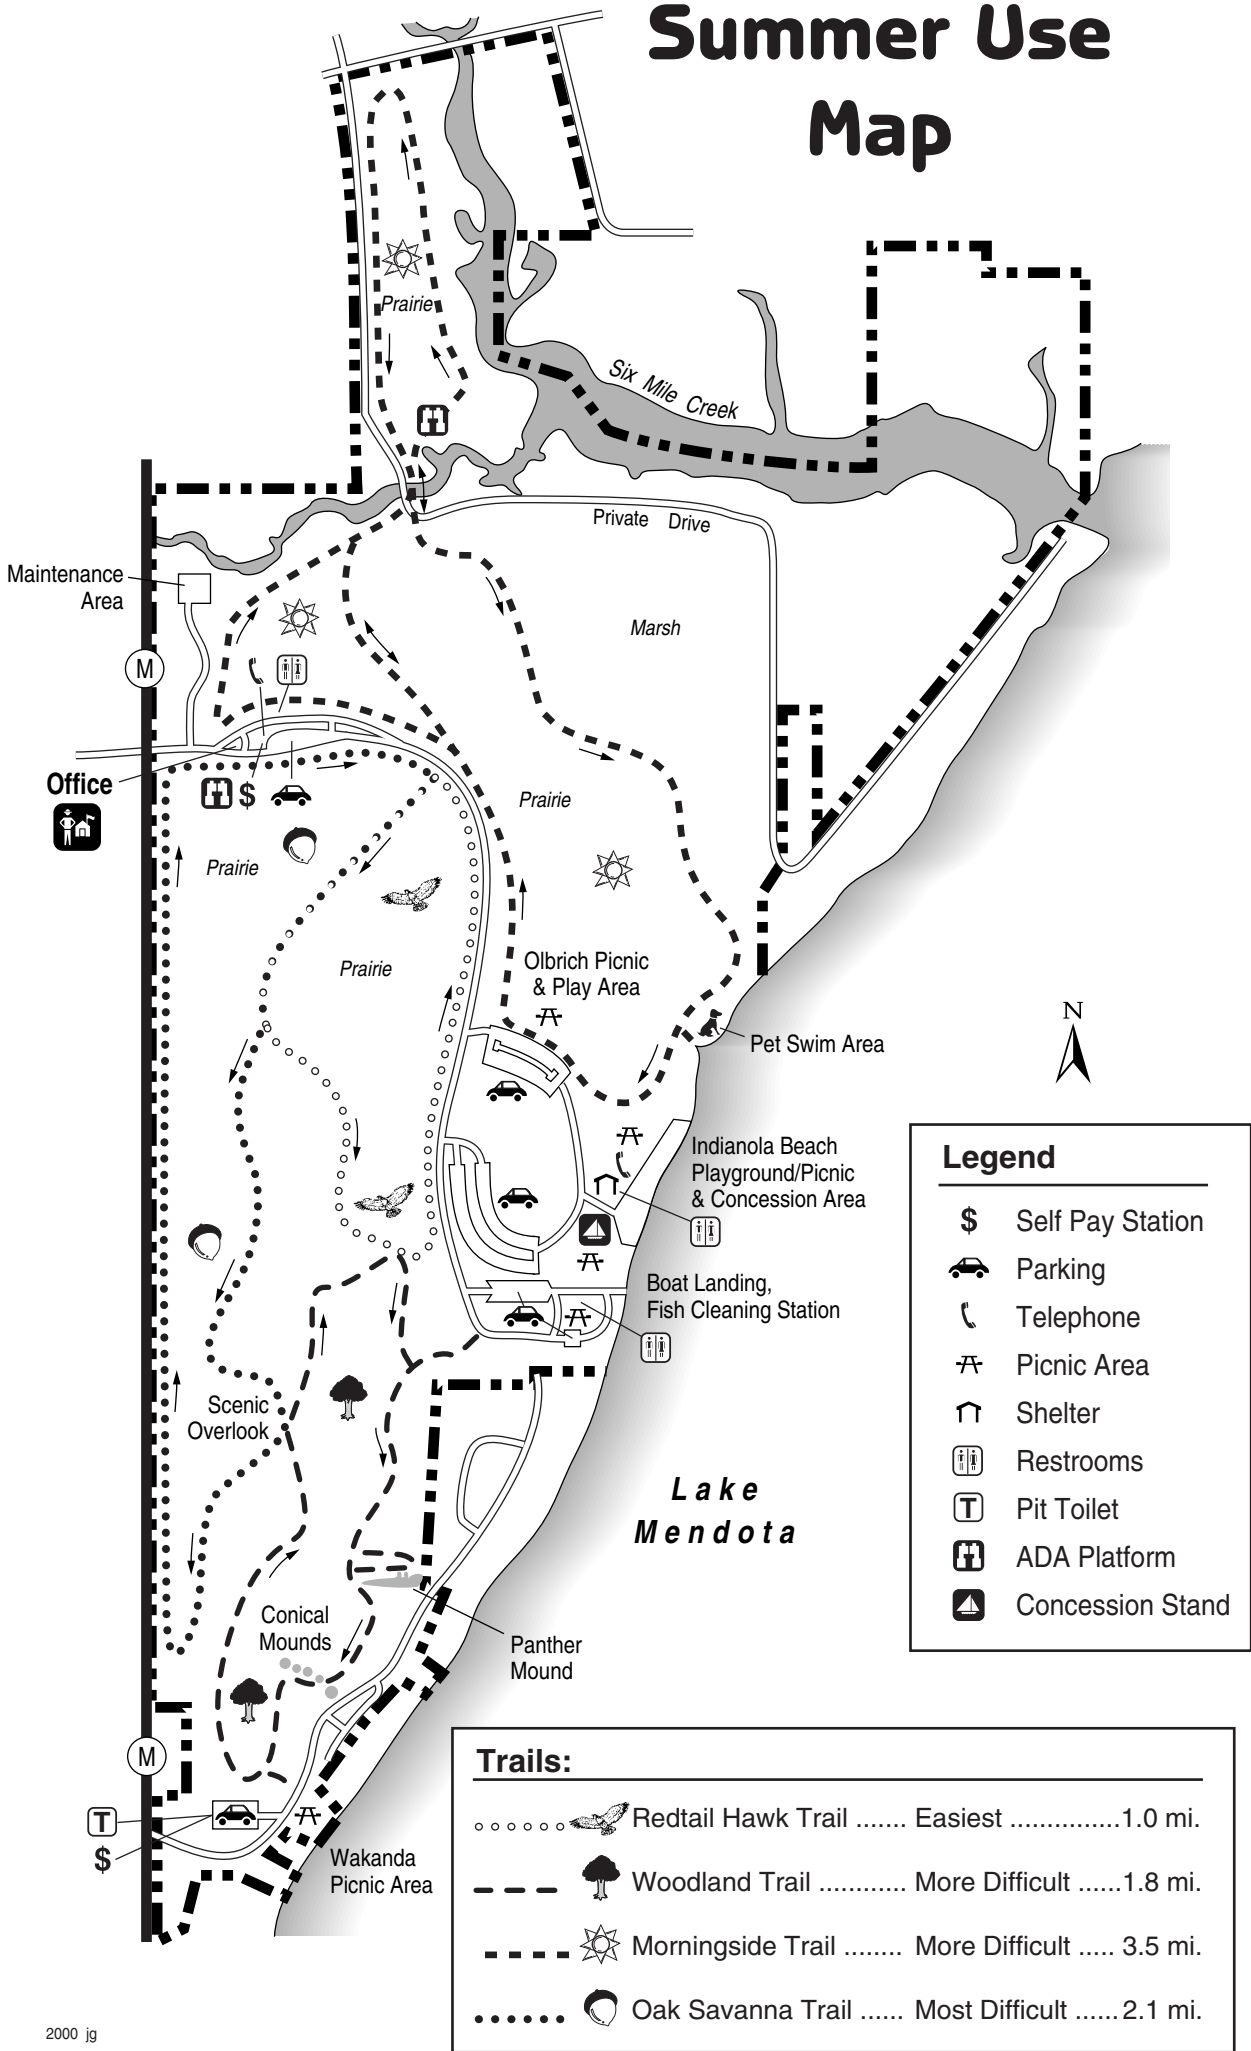 Summer Use
Map
Prairie
Six Mile Creek
Private Drive
Maintenance
Area
Marsh
M
Office
$
Prairie
Prairie
Prairie
Olbrich Picnic
& Play Area
Pet Swim Area
N
Indianola Beach
Playground/Picnic
& Concession Area
Boat Landing,
Fish Cleaning Station
Scenic
Overlook
Lake
Mendota
Conical
Mounds
Panther
Mound
M
T
$
Wakanda
Picnic Area
Legend
$ Self Pay Station
Parking
Telephone
Picnic Area
Shelter
Restrooms
T Pit Toilet
ADA Platform
Concession Stand
Trails:
Redtail Hawk Trail ....... Easiest ...............1.0 mi.
Woodland Trail ............ More Difficult ......1.8 mi.
Morningside Trail ........ More Difficult ..... 3.5 mi.
Oak Savanna Trail ...... Most Difficult ......2.1 mi.
2000 jg